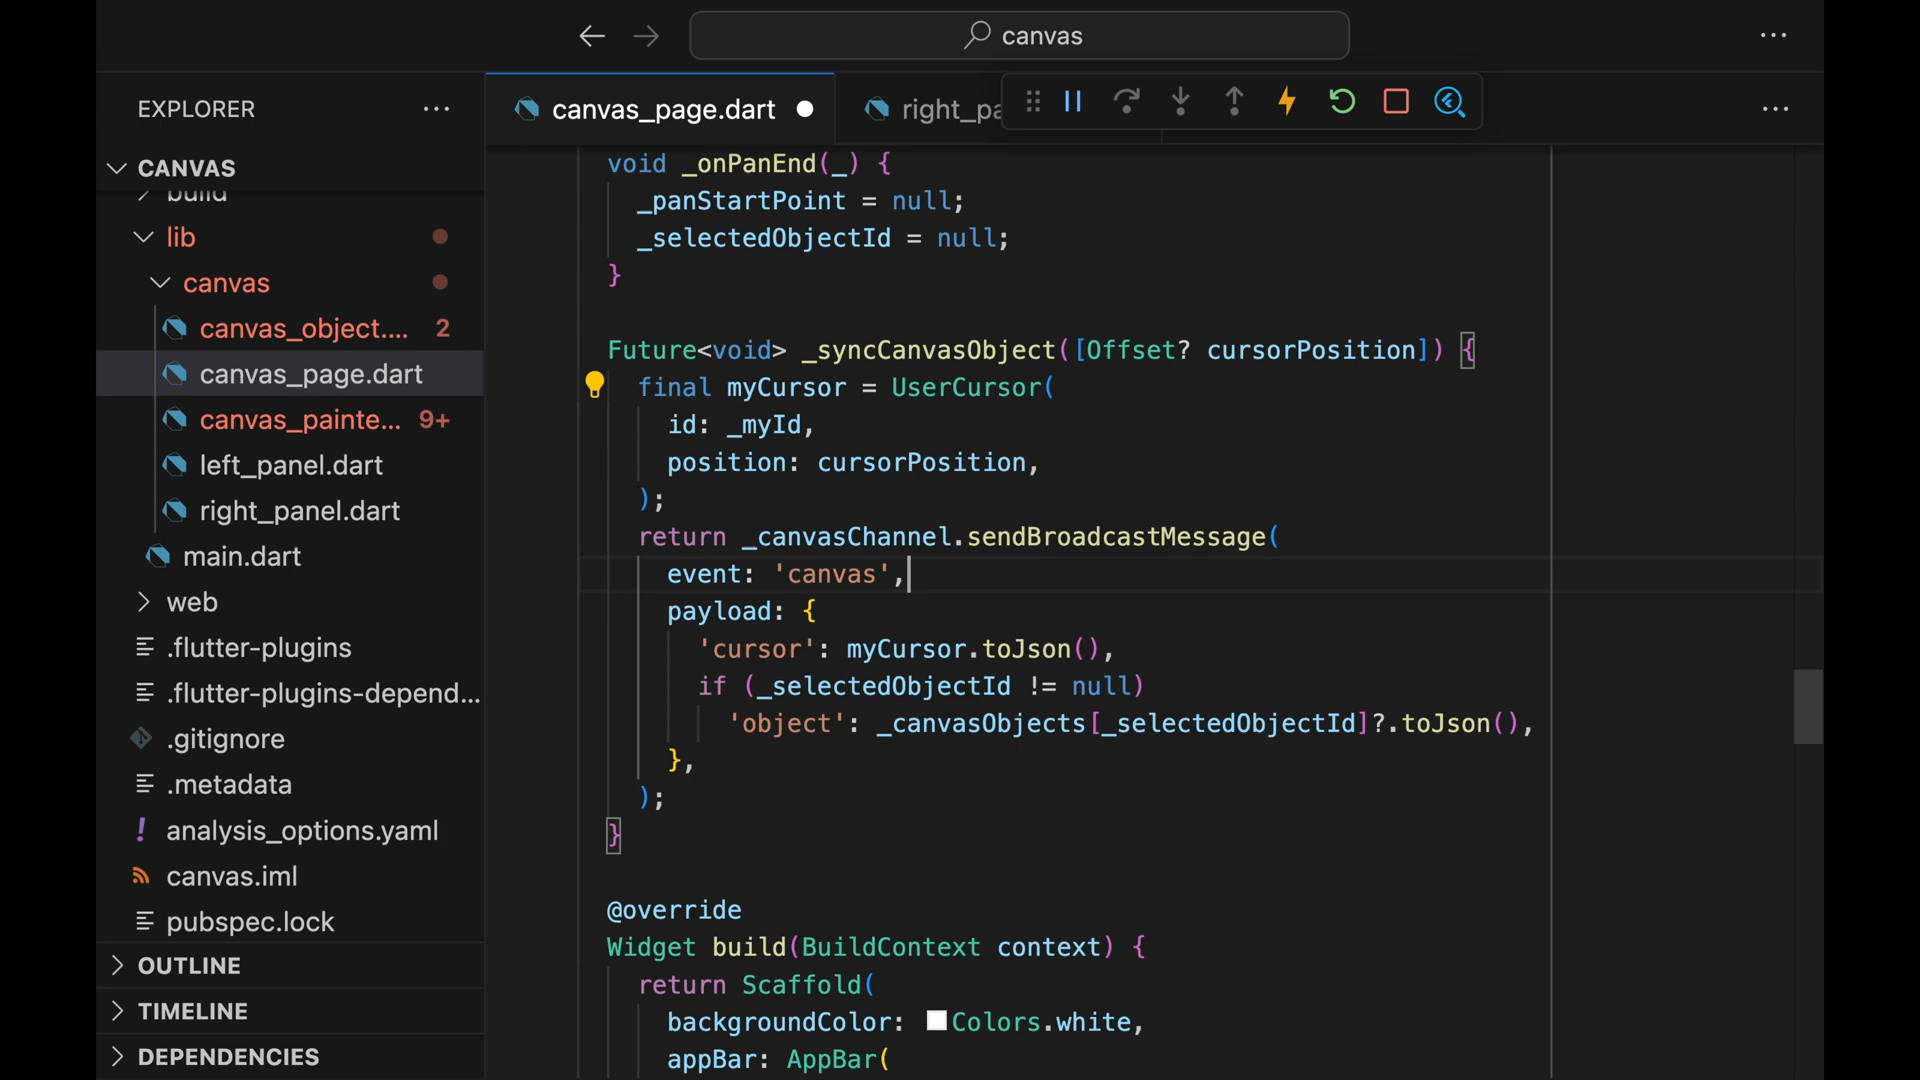 canvas
...
EXPLORER
...
canvas_page.dart
right_pa
...
CANVAS
build
lib
canvas
canvas_object.... 2
canvas_page.dart
canvas_painte... 9+
left_panel.dart
right_panel.dart
main.dart
web
.flutter-plugins
.flutter-plugins-depend...
.gitignore
.metadata
! analysis_options.yaml
canvas.iml
pubspec.lock
OUTLINE
TIMELINE
DEPENDENCIES
void _onPanEnd(_) {
_panStartPoint = null;
_selectedObjectId = null;
}
Future<void> _syncCanvasObject([Offset? cursorPosition]) {
final myCursor = UserCursor(
id: _myId,
position: cursorPosition,
);
return _canvasChannel.sendBroadcastMessage(
event: 'canvas',
payload: {
'cursor': myCursor.toJson(),
if (_selectedObjectId != null)
'object': _canvasObjects[_selectedObjectId]?.toJson(),
},
);
}
@override
Widget build(BuildContext context) {
return Scaffold(
backgroundColor: Colors.white,
appBar: AppBar(